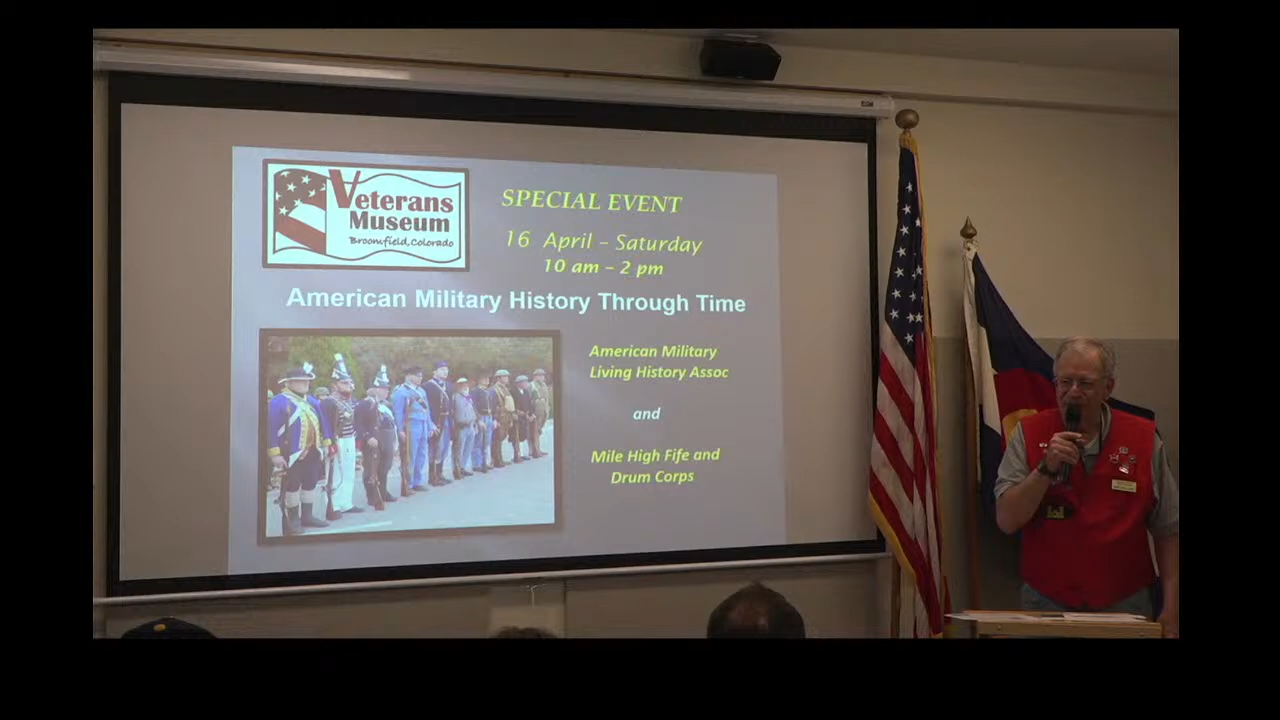 Veterans
Museum
Broomfield, Colorado
SPECIAL EVENT
16 April – Saturday
10 am – 2 pm
American Military History Through Time
American Military
Living History Assoc
and
Mile High Fife and
Drum Corps